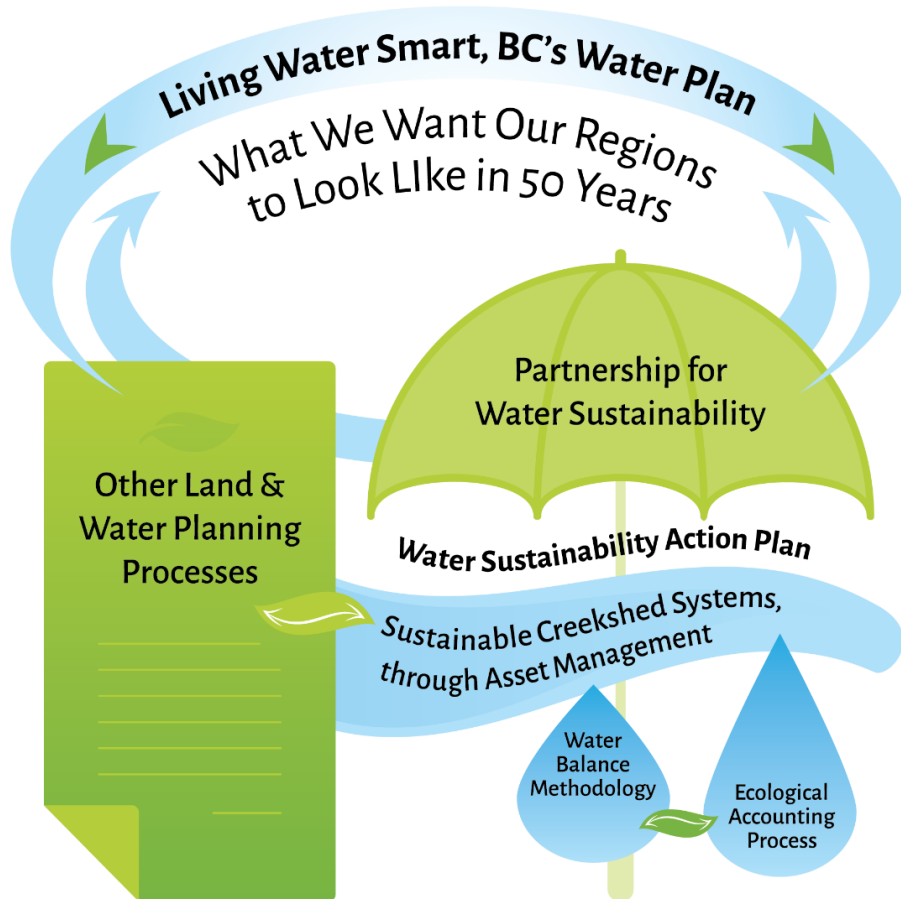 Living Water Smart, BC's Water Plan
What We Want Our Regions
to Look LIke in 50 Years
Partnership for
Water Sustainability
Other Land &
Water Planning
Processes
Water Sustainability Action Plan
Sustainable Creekshed Systems,
through Asset Management
Water
Balance
Methodology
Ecological
Accounting
Process